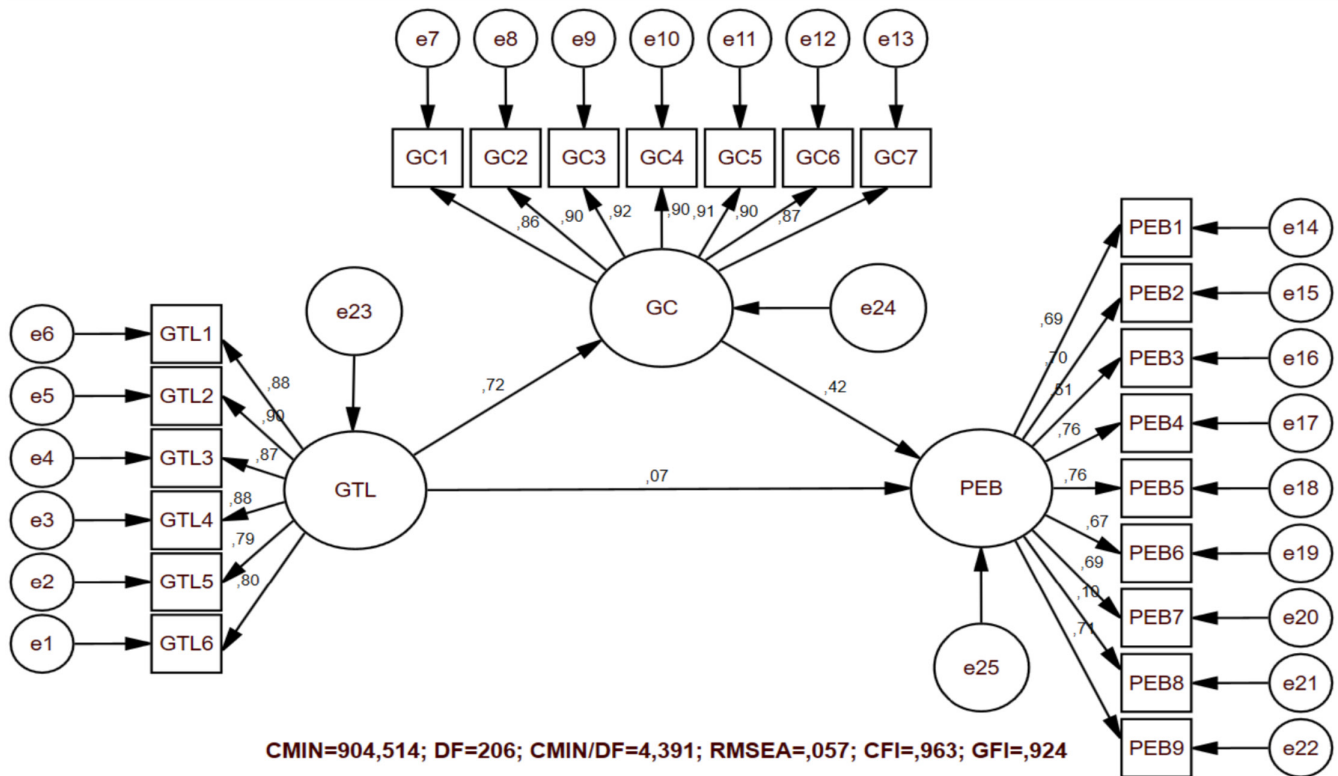 e7 e8 e9 e10 e11 e12 e13
GC1 GC2 GC3 GC4 GC5 GC6 GC7
,86 ,90 ,92 ,90 ,91 ,90 ,87
GC
e24
e23
e6 GTL1
e5 GTL2
e4 GTL3
e3 GTL4
e2 GTL5
e1 GTL6
,88
,90
,87
,88
,79
,80
GTL
,72
,42
,07
PEB
e25
,69
,70
,51
,76
,76
,67
,69
,10
,71
PEB1 e14
PEB2 e15
PEB3 e16
PEB4 e17
PEB5 e18
PEB6 e19
PEB7 e20
PEB8 e21
PEB9 e22
CMIN=904,514; DF=206; CMIN/DF=4,391; RMSEA=,057; CFI=,963; GFI=,924